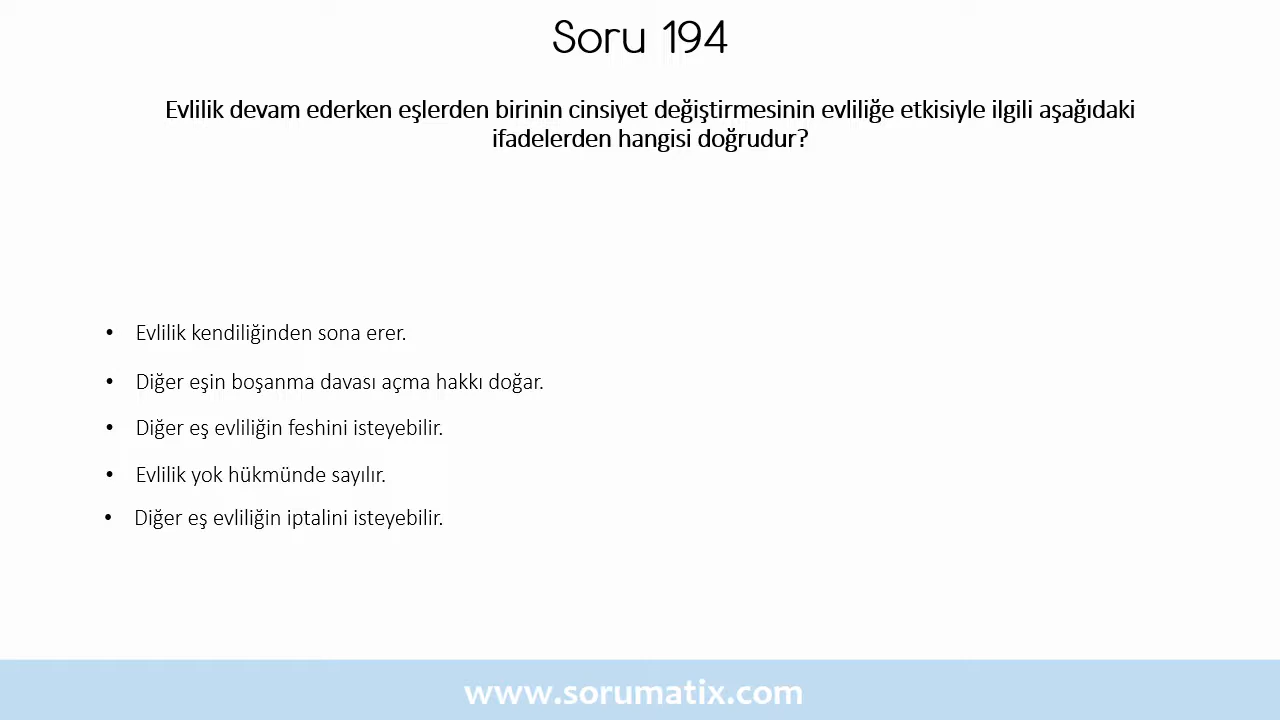 Soru 194
Evlilik devam ederken eşlerden birinin cinsiyet değiştirmesinin evliliğe etkisiyle ilgili aşağıdaki
ifadelerden hangisi doğrudur?
• Evlilik kendiliğinden sona erer.
• Diğer eşin boşanma davası açma hakkı doğar.
• Diğer eş evliliğin feshini isteyebilir.
• Evlilik yok hükmünde sayılır.
• Diğer eş evliliğin iptalini isteyebilir.
www.sorumatix.com